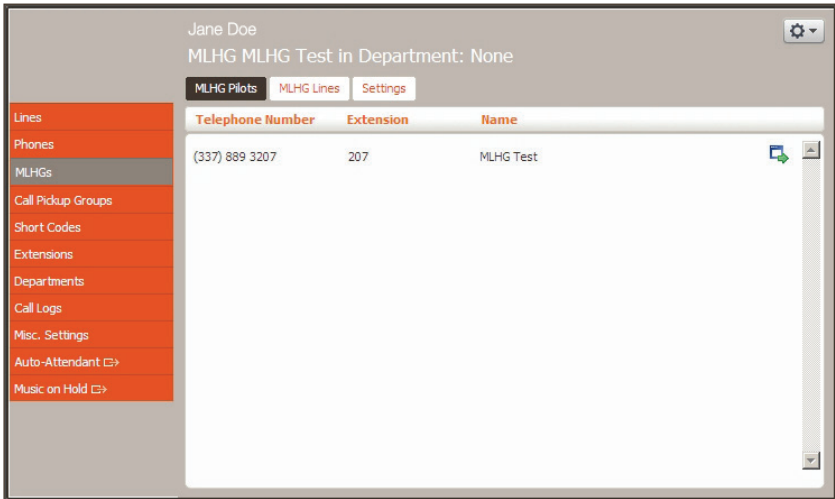 Jane Doe
MLHG MLHG Test in Department: None
MLHG Pilots MLHG Lines Settings
Telephone Number Extension Name
(337) 889 3207 207 MLHG Test
Lines
Phones
MLHGs
Call Pickup Groups
Short Codes
Extensions
Departments
Call Logs
Misc. Settings
Auto-Attendant
Music on Hold